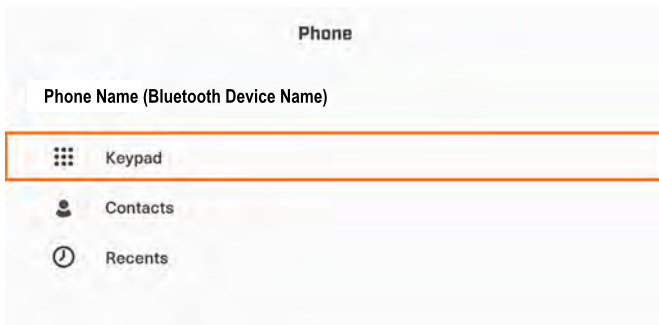 Phone
Phone Name (Bluetooth Device Name)
Keypad
Contacts
Recents